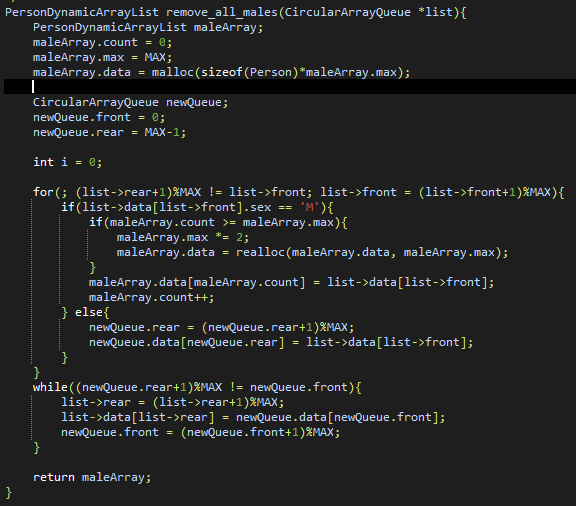 PersonDynamicArrayList remove_all_males(CircularArrayQueue *list){
    PersonDynamicArrayList maleArray;
    maleArray.count = 0;
    maleArray.max = MAX;
    maleArray.data = malloc(sizeof(Person)*maleArray.max);

    CircularArrayQueue newQueue;
    newQueue.front = 0;
    newQueue.rear = MAX-1;

    int i = 0;

    for(; (list->rear+1)%MAX != list->front; list->front = (list->front+1)%MAX){
        if(list->data[list->front].sex == 'M'){
            if(maleArray.count >= maleArray.max){
                maleArray.max *= 2;
                maleArray.data = realloc(maleArray.data, maleArray.max);
            }
            maleArray.data[maleArray.count] = list->data[list->front];
            maleArray.count++;
        } else{
            newQueue.rear = (newQueue.rear+1)%MAX;
            newQueue.data[newQueue.rear] = list->data[list->front];
        }
    }
    while((newQueue.rear+1)%MAX != newQueue.front){
        list->rear = (list->rear+1)%MAX;
        list->data[list->rear] = newQueue.data[newQueue.front];
        newQueue.front = (newQueue.front+1)%MAX;
    }

    return maleArray;
}